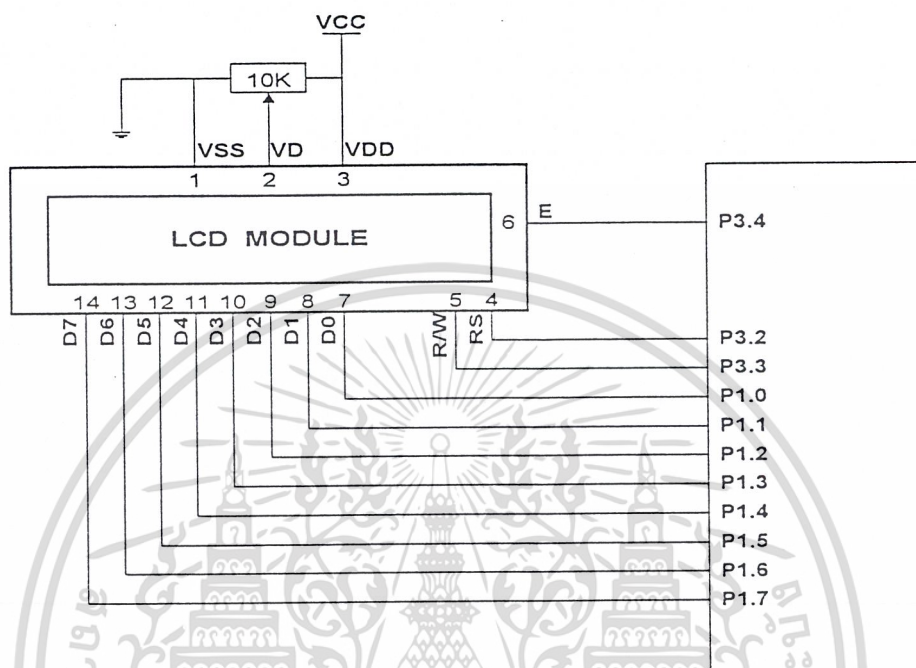 VCC
10K
VSS VD VDD
1 2 3
LCD MODULE
6 E P3.4
14 13 12 11 10 9 8 7 5 4
D7 D6 D5 D4 D3 D2 D1 D0 R/W RS
P3.2
P3.3
P1.0
P1.1
P1.2
P1.3
P1.4
P1.5
P1.6
P1.7